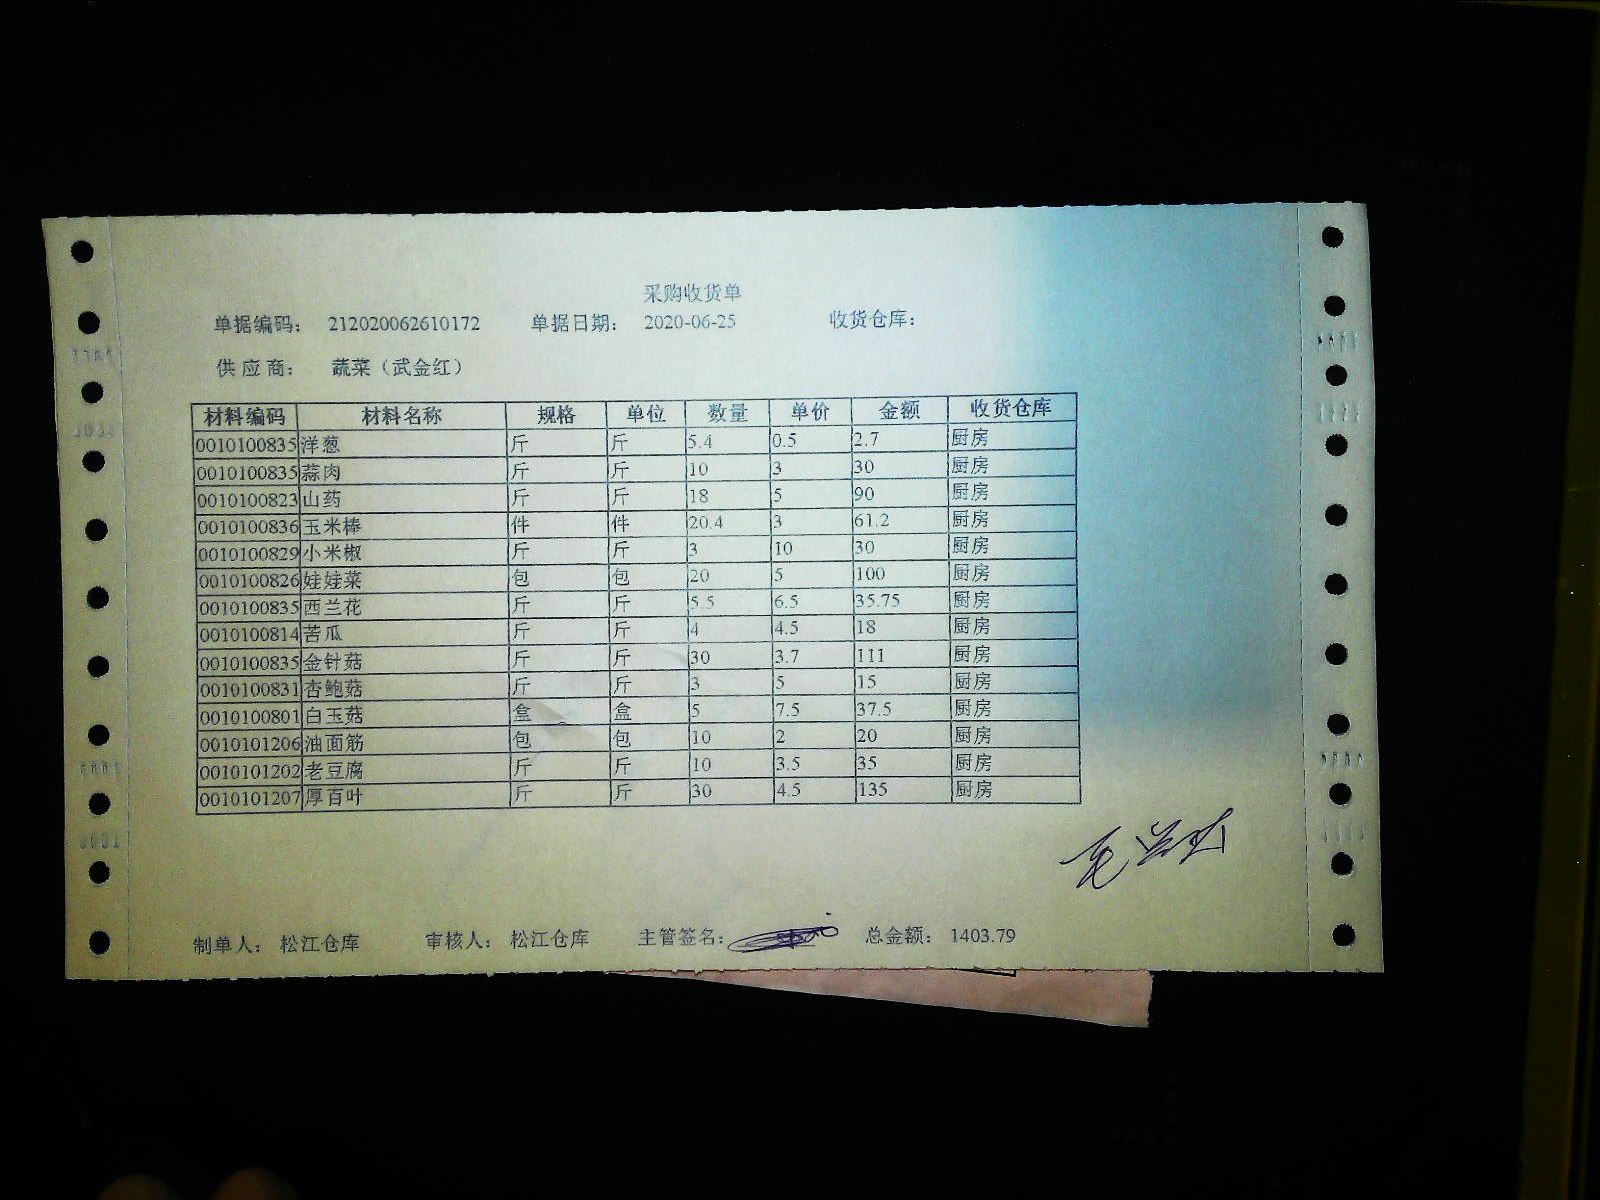 采购收货单
单据编码： 212020062610172 单据日期： 2020-06-25 收货仓库：
供 应 商： 蔬菜（武金红）
材料编码 材料名称 规格 单位 数量 单价 金额 收货仓库
0010100835 洋葱 斤 斤 5.4 0.5 2.7 厨房
0010100835 蒜肉 斤 斤 10 3 30 厨房
0010100823 山药 斤 斤 18 5 90 厨房
0010100836 玉米棒 件 件 20.4 3 61.2 厨房
0010100829 小米椒 斤 斤 3 10 30 厨房
0010100826 娃娃菜 包 包 20 5 100 厨房
0010100835 西兰花 斤 斤 5.5 6.5 35.75 厨房
0010100814 苦瓜 斤 斤 4 4.5 18 厨房
0010100835 金针菇 斤 斤 30 3.7 111 厨房
0010100831 杏鲍菇 斤 斤 3 5 15 厨房
0010100801 白玉菇 盒 盒 5 7.5 37.5 厨房
0010101206 油面筋 包 包 10 2 20 厨房
0010101202 老豆腐 斤 斤 10 3.5 35 厨房
0010101207 厚百叶 斤 斤 30 4.5 135 厨房
制单人： 松江仓库 审核人： 松江仓库 主管签名： 总金额： 1403.79